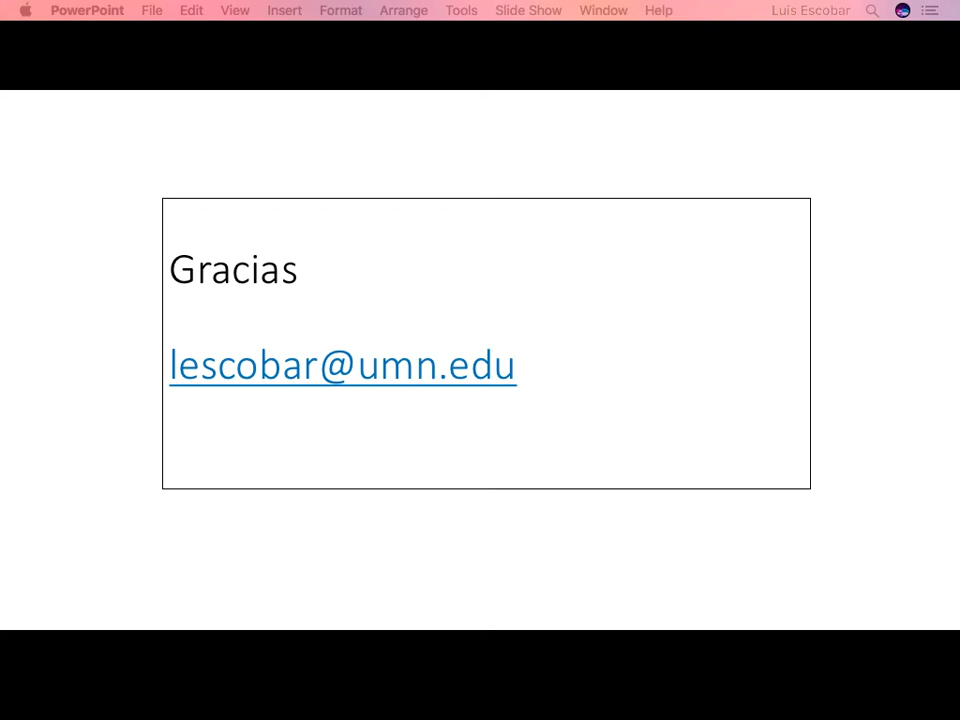 PowerPoint File Edit View Insert Format Arrange Tools Slide Show Window Help Luis Escobar
Gracias
lescobar@umn.edu